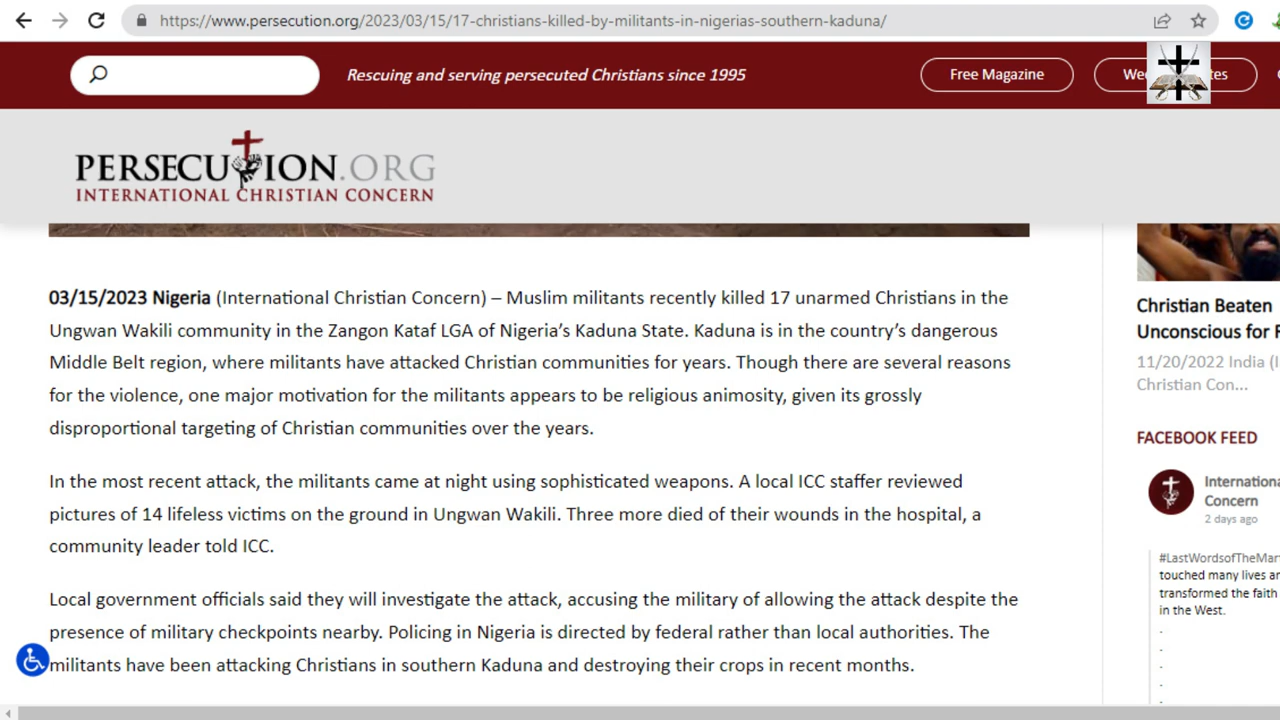 https://www.persecution.org/2023/03/15/17-christians-killed-by-militants-in-nigerias-southern-kaduna/
Rescuing and serving persecuted Christians since 1995
Free Magazine
PERSECUTION.ORG
INTERNATIONAL CHRISTIAN CONCERN
03/15/2023 Nigeria (International Christian Concern) – Muslim militants recently killed 17 unarmed Christians in the
Ungwan Wakili community in the Zangon Kataf LGA of Nigeria's Kaduna State. Kaduna is in the country's dangerous
Middle Belt region, where militants have attacked Christian communities for years. Though there are several reasons
for the violence, one major motivation for the militants appears to be religious animosity, given its grossly
disproportional targeting of Christian communities over the years.
In the most recent attack, the militants came at night using sophisticated weapons. A local ICC staffer reviewed
pictures of 14 lifeless victims on the ground in Ungwan Wakili. Three more died of their wounds in the hospital, a
community leader told ICC.
Local government officials said they will investigate the attack, accusing the military of allowing the attack despite the
presence of military checkpoints nearby. Policing in Nigeria is directed by federal rather than local authorities. The
militants have been attacking Christians in southern Kaduna and destroying their crops in recent months.
Christian Beaten
Unconscious for
11/20/2022 India
Christian Con...
FACEBOOK FEED
Internationa
Concern
2 days ago
#LastWordsofTheMar
touched many lives
transformed the faith
in the West.
.
.
.
.
.